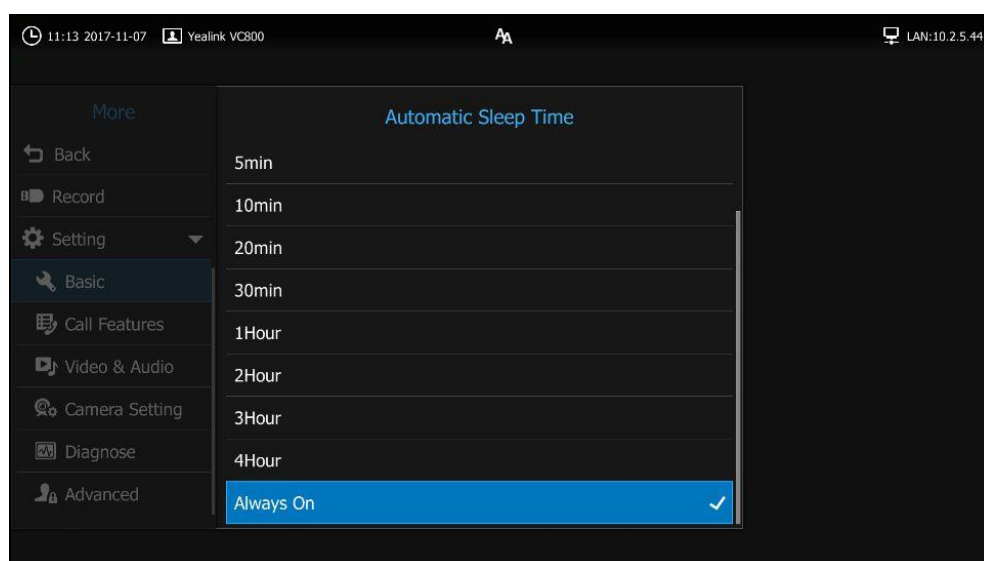 11:13 2017-11-07 Yealink VC800 AA LAN:10.2.5.44
More
Back
Record
Setting
Basic
Call Features
Video & Audio
Camera Setting
Diagnose
Advanced
Automatic Sleep Time
5min
10min
20min
30min
1Hour
2Hour
3Hour
4Hour
Always On